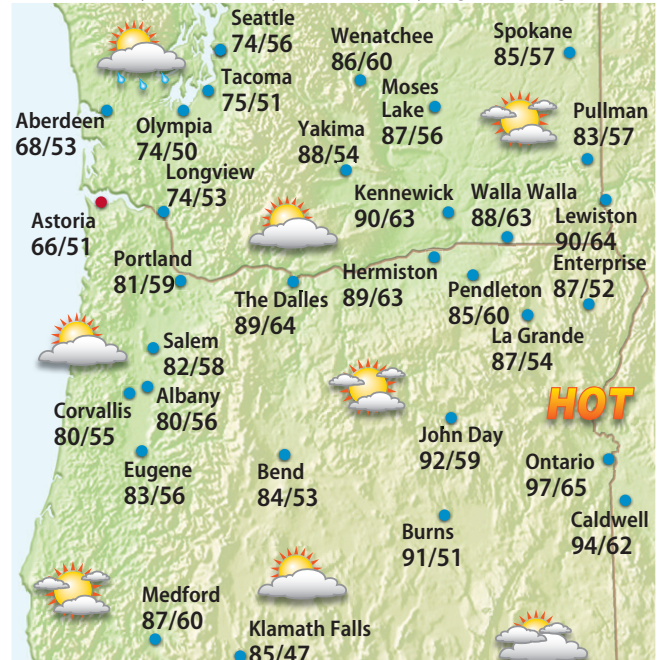 Seattle
74/56
Wenatchee
86/60
Spokane
85/57
Tacoma
75/51
Moses
Lake
87/56
Aberdeen
68/53
Olympia
74/50
Yakima
88/54
Pullman
83/57
Longview
74/53
Kennewick
90/63
Walla Walla
88/63
Lewiston
90/64
Astoria
66/51
Portland
81/59
The Dalles
89/64
Hermiston
89/63
Pendleton
85/60
Enterprise
87/52
La Grande
87/54
Salem
82/58
Albany
80/56
Corvallis
80/55
HOT
John Day
92/59
Eugene
83/56
Bend
84/53
Ontario
97/65
Caldwell
94/62
Burns
91/51
Medford
87/60
Klamath Falls
85/47